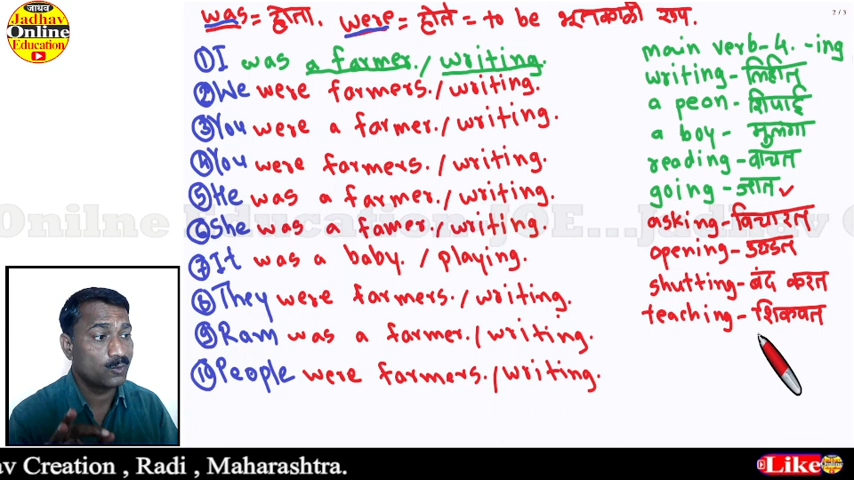 जाधव
Jadhav
Online
Education
was = होता. were = होते = to be भूतकाळी रूप.
2/3
① I was a farmer./writing.
② We were farmers./writing.
③ You were a farmer./writing.
④ You were farmers./writing.
⑤ He was a farmer./writing.
⑥ She was a famer./writing.
⑦ It was a baby./playing.
⑧ They were farmers./writing.
⑨ Ram was a farmer./writing.
⑩ People were farmers./writing.
main verb-4. -ing
writing-लिहीत
a peon-शिपाई
a boy-मुलगा
reading-वाचत
going-जात ✓
asking-विचारत
opening-उघडत
shutting-बंद करत
teaching-शिकवत
Onilne Education JOE...Jadhav O
av Creation , Radi , Maharashtra.
Like